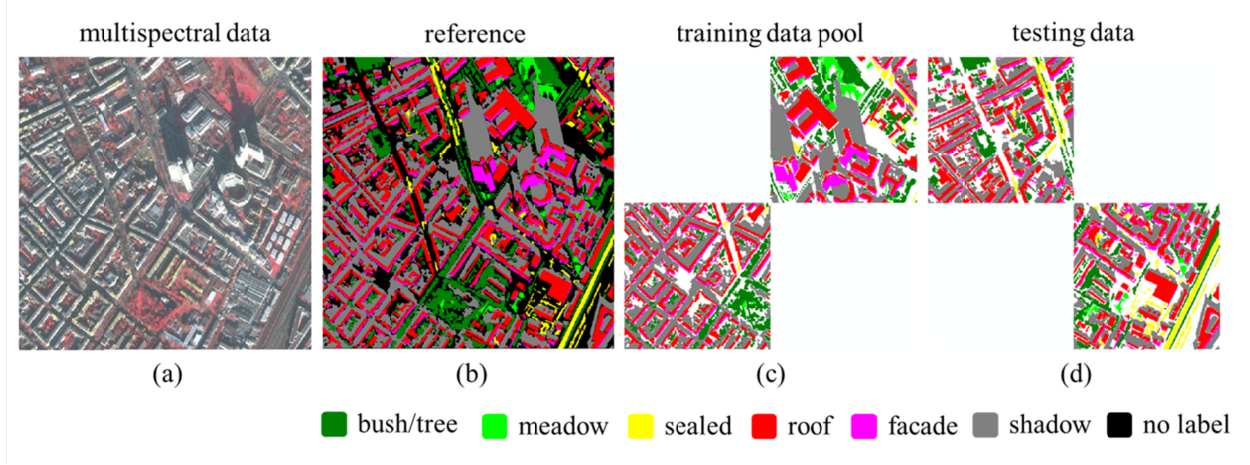 multispectral data
reference
training data pool
testing data
(a)
(b)
(c)
(d)
bush/tree
meadow
sealed
roof
facade
shadow
no label